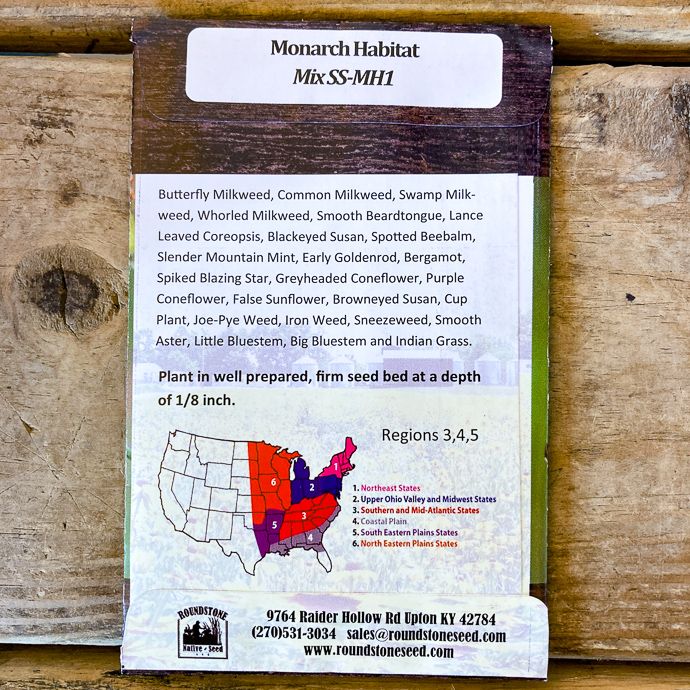 Monarch Habitat
Mix SS-MH1
Butterfly Milkweed, Common Milkweed, Swamp Milk-
weed, Whorled Milkweed, Smooth Beardtongue, Lance
Leaved Coreopsis, Blackeyed Susan, Spotted Beebalm,
Slender Mountain Mint, Early Goldenrod, Bergamot,
Spiked Blazing Star, Greyheaded Coneflower, Purple
Coneflower, False Sunflower, Browneyed Susan, Cup
Plant, Joe-Pye Weed, Iron Weed, Sneezeweed, Smooth
Aster, Little Bluestem, Big Bluestem and Indian Grass.
Plant in well prepared, firm seed bed at a depth
of 1/8 inch.
Regions 3,4,5
1
2
6
3
5
4
1. Northeast States
2. Upper Ohio Valley and Midwest States
3. Southern and Mid-Atlantic States
4. Coastal Plain
5. South Eastern Plains States
6. North Eastern Plains States
ROUNDSTONE
Native Seed
9764 Raider Hollow Rd Upton KY 42784
(270)531-3034 sales@roundstoneseed.com
www.roundstoneseed.com